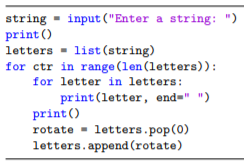 string = input("Enter a string: ")
print()
letters = list(string)
for ctr in range(len(letters)):
    for letter in letters:
        print(letter, end=" ")
    print()
    rotate = letters.pop(0)
    letters.append(rotate)